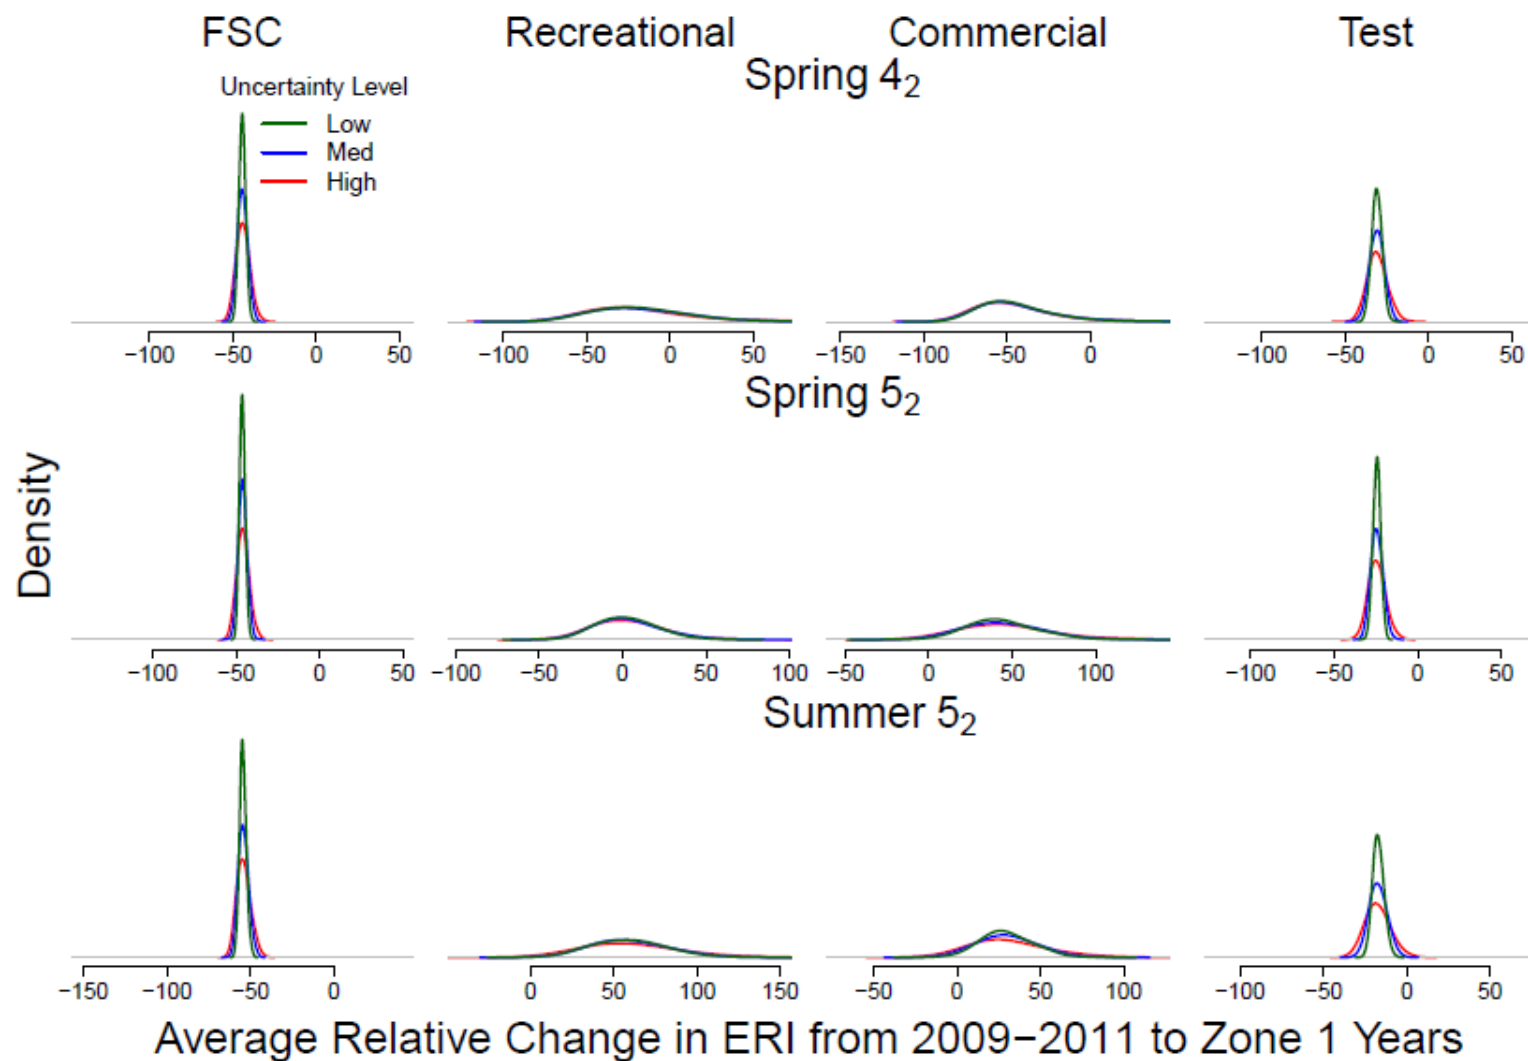 FSC Recreational Commercial Test
Spring 4₂
Uncertainty Level
Low
Med
High
−100 −50 0 50 −100 −50 0 50 −150 −100 −50 0 −100 −50 0 50
Spring 5₂
Density
−100 −50 0 50 −100 −50 0 50 100 −50 0 50 100 −100 −50 0 50
Summer 5₂
−150 −100 −50 0 0 50 100 150 −50 0 50 100 −100 −50 0 50
Average Relative Change in ERI from 2009−2011 to Zone 1 Years